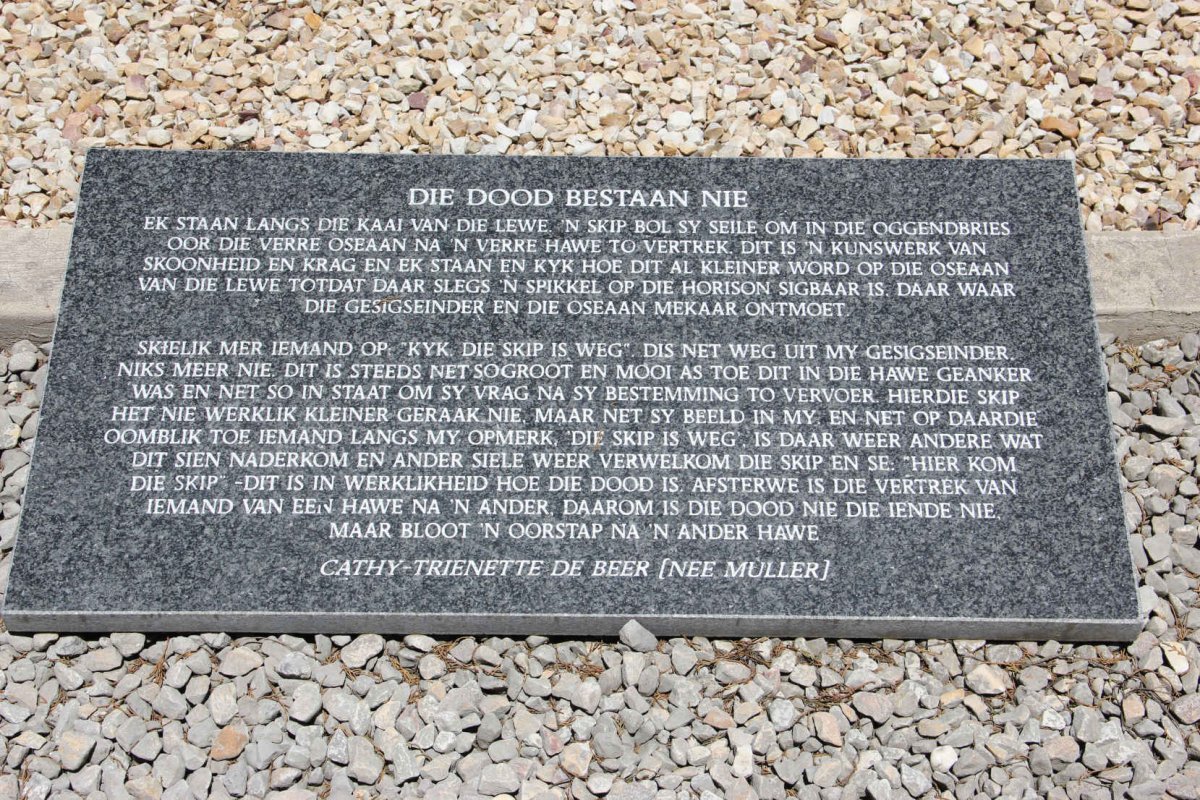 DIE DOOD BESTAAN NIE
EK STAAN LANGS DIE KAAI VAN DIE LEWE. 'N SKIP BOL SY SEILE OM IN DIE OGGENDBRIES
OOR DIE VERRE OSEAAN NA 'N VERRE HAWE TO VERTREK. DIT IS 'N KUNSWERK VAN
SKOONHEID EN KRAG EN EK STAAN EN KYK HOE DIT AL KLEINER WORD OP DIE OSEAAN
VAN DIE LEWE TOTDAT DAAR SLEGS 'N SPIKKEL OP DIE HORISON SIGBAAR IS. DAAR WAAR
DIE GESIGSEINDER EN DIE OSEAAN MEKAAR ONTMOET.
SKIELIK MER IEMAND OP: "KYK. DIE SKIP IS WEG". DIS NET WEG UIT MY GESIGSEINDER.
NIKS MEER NIE. DIT IS STEEDS NET SOGROOT EN MOOI AS TOE DIT IN DIE HAWE GEANKER
WAS EN NET SO IN STAAT OM SY VRAG NA SY BESTEMMING TO VERVOER. HIERDIE SKIP
HET NIE WERKLIK KLEINER GERAAK NIE. MAAR NET SY BEELD IN MY. EN NET OP DAARDIE
OOMBLIK TOE IEMAND LANGS MY OPMERK, "DIE SKIP IS WEG", IS DAAR WEER ANDERE WAT
DIT SIEN NADERKOM EN ANDER SIELE WEER VERWELKOM DIE SKIP EN SE: "HIER KOM
DIE SKIP" -DIT IS IN WERKLIKHEID HOE DIE DOOD IS. AFSTERWE IS DIE VERTREK VAN
IEMAND VAN EEN HAWE NA 'N ANDER. DAAROM IS DIE DOOD NIE DIE IENDE NIE.
MAAR BLOOT 'N OORSTAP NA 'N ANDER HAWE
CATHY-TRIENETTE DE BEER [NEE MULLER]